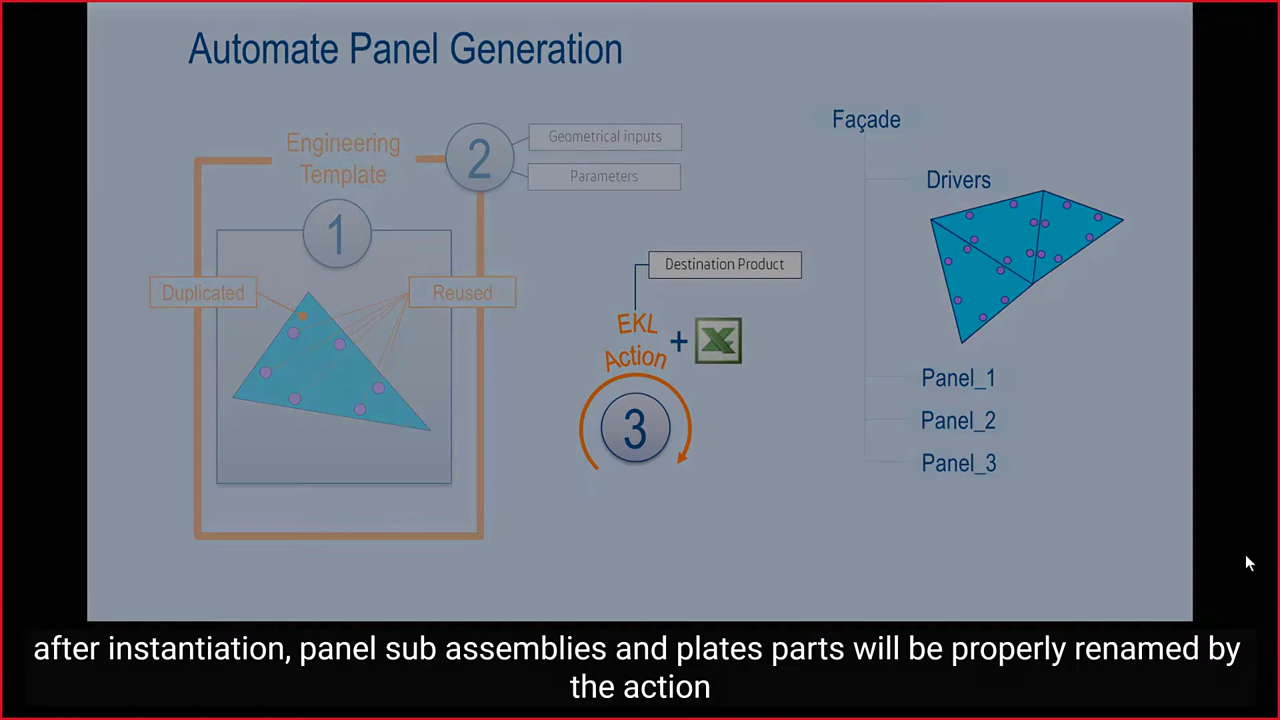 Automate Panel Generation
Engineering
Template
2
Geometrical inputs
Parameters
1
Duplicated
Reused
Destination Product
EKL
Action
+
3
Façade
Drivers
Panel_1
Panel_2
Panel_3
after instantiation, panel sub assemblies and plates parts will be properly renamed by
the action